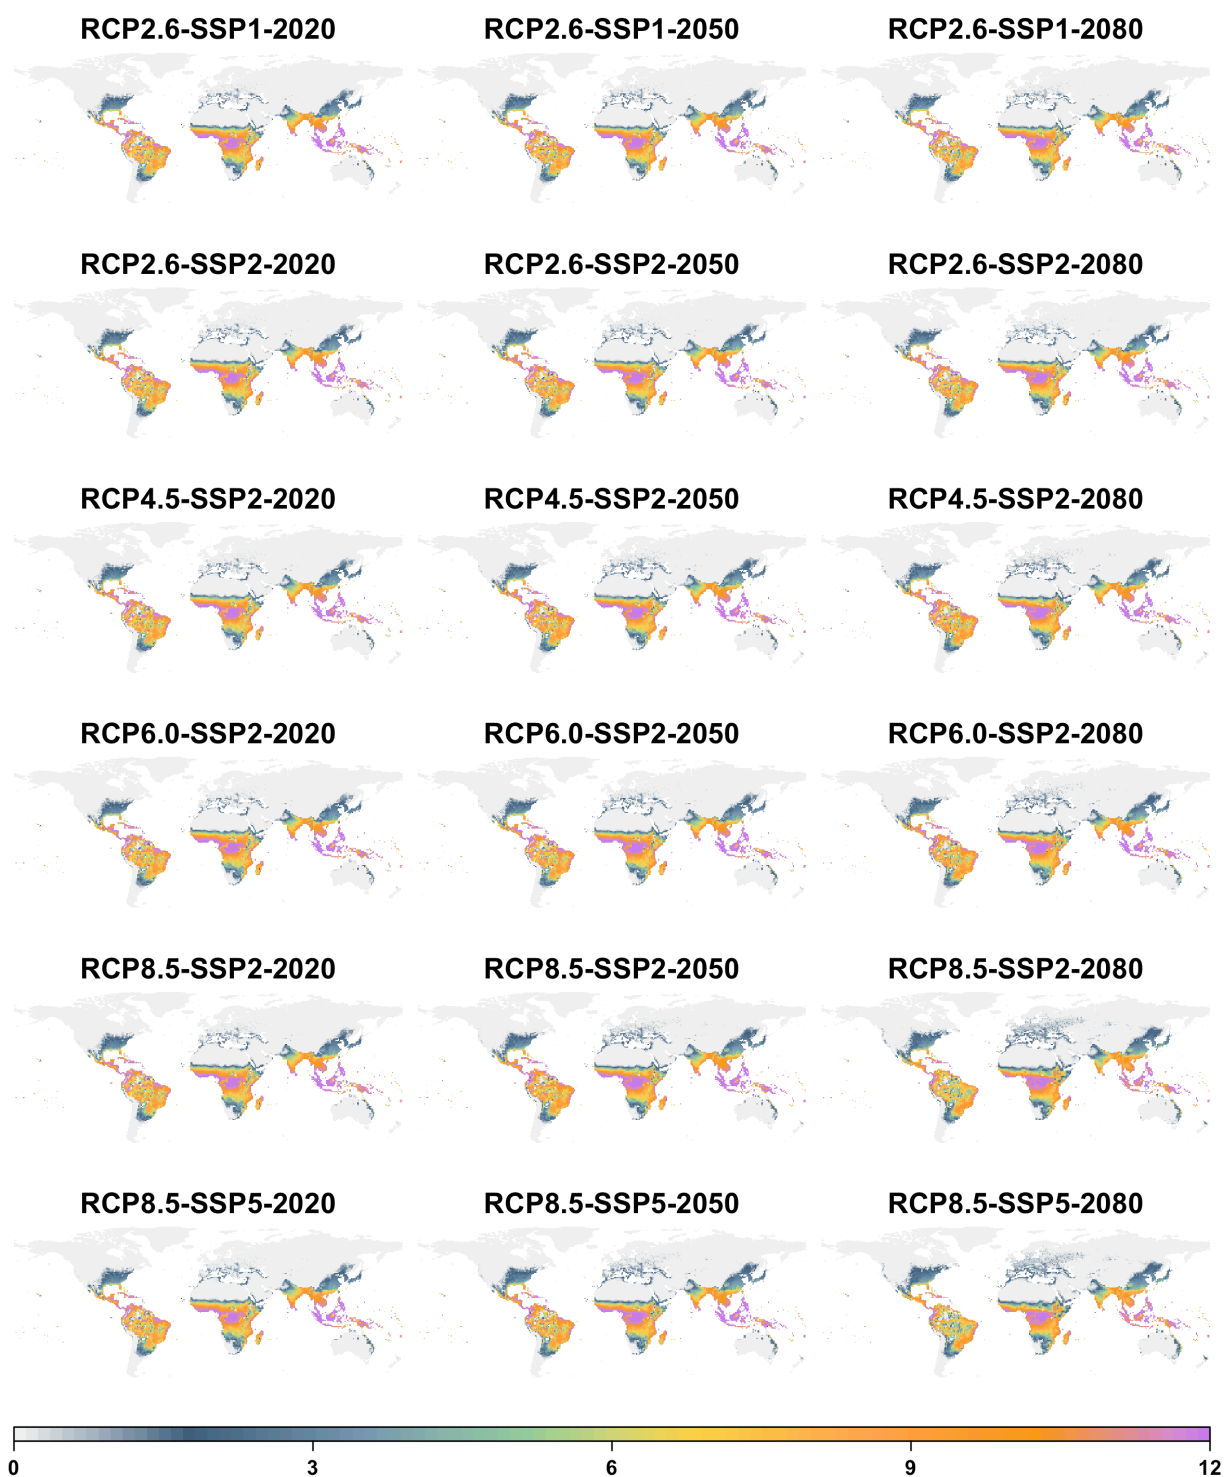 RCP2.6-SSP1-2020 RCP2.6-SSP1-2050 RCP2.6-SSP1-2080
RCP2.6-SSP2-2020 RCP2.6-SSP2-2050 RCP2.6-SSP2-2080
RCP4.5-SSP2-2020 RCP4.5-SSP2-2050 RCP4.5-SSP2-2080
RCP6.0-SSP2-2020 RCP6.0-SSP2-2050 RCP6.0-SSP2-2080
RCP8.5-SSP2-2020 RCP8.5-SSP2-2050 RCP8.5-SSP2-2080
RCP8.5-SSP5-2020 RCP8.5-SSP5-2050 RCP8.5-SSP5-2080
0 3 6 9 12